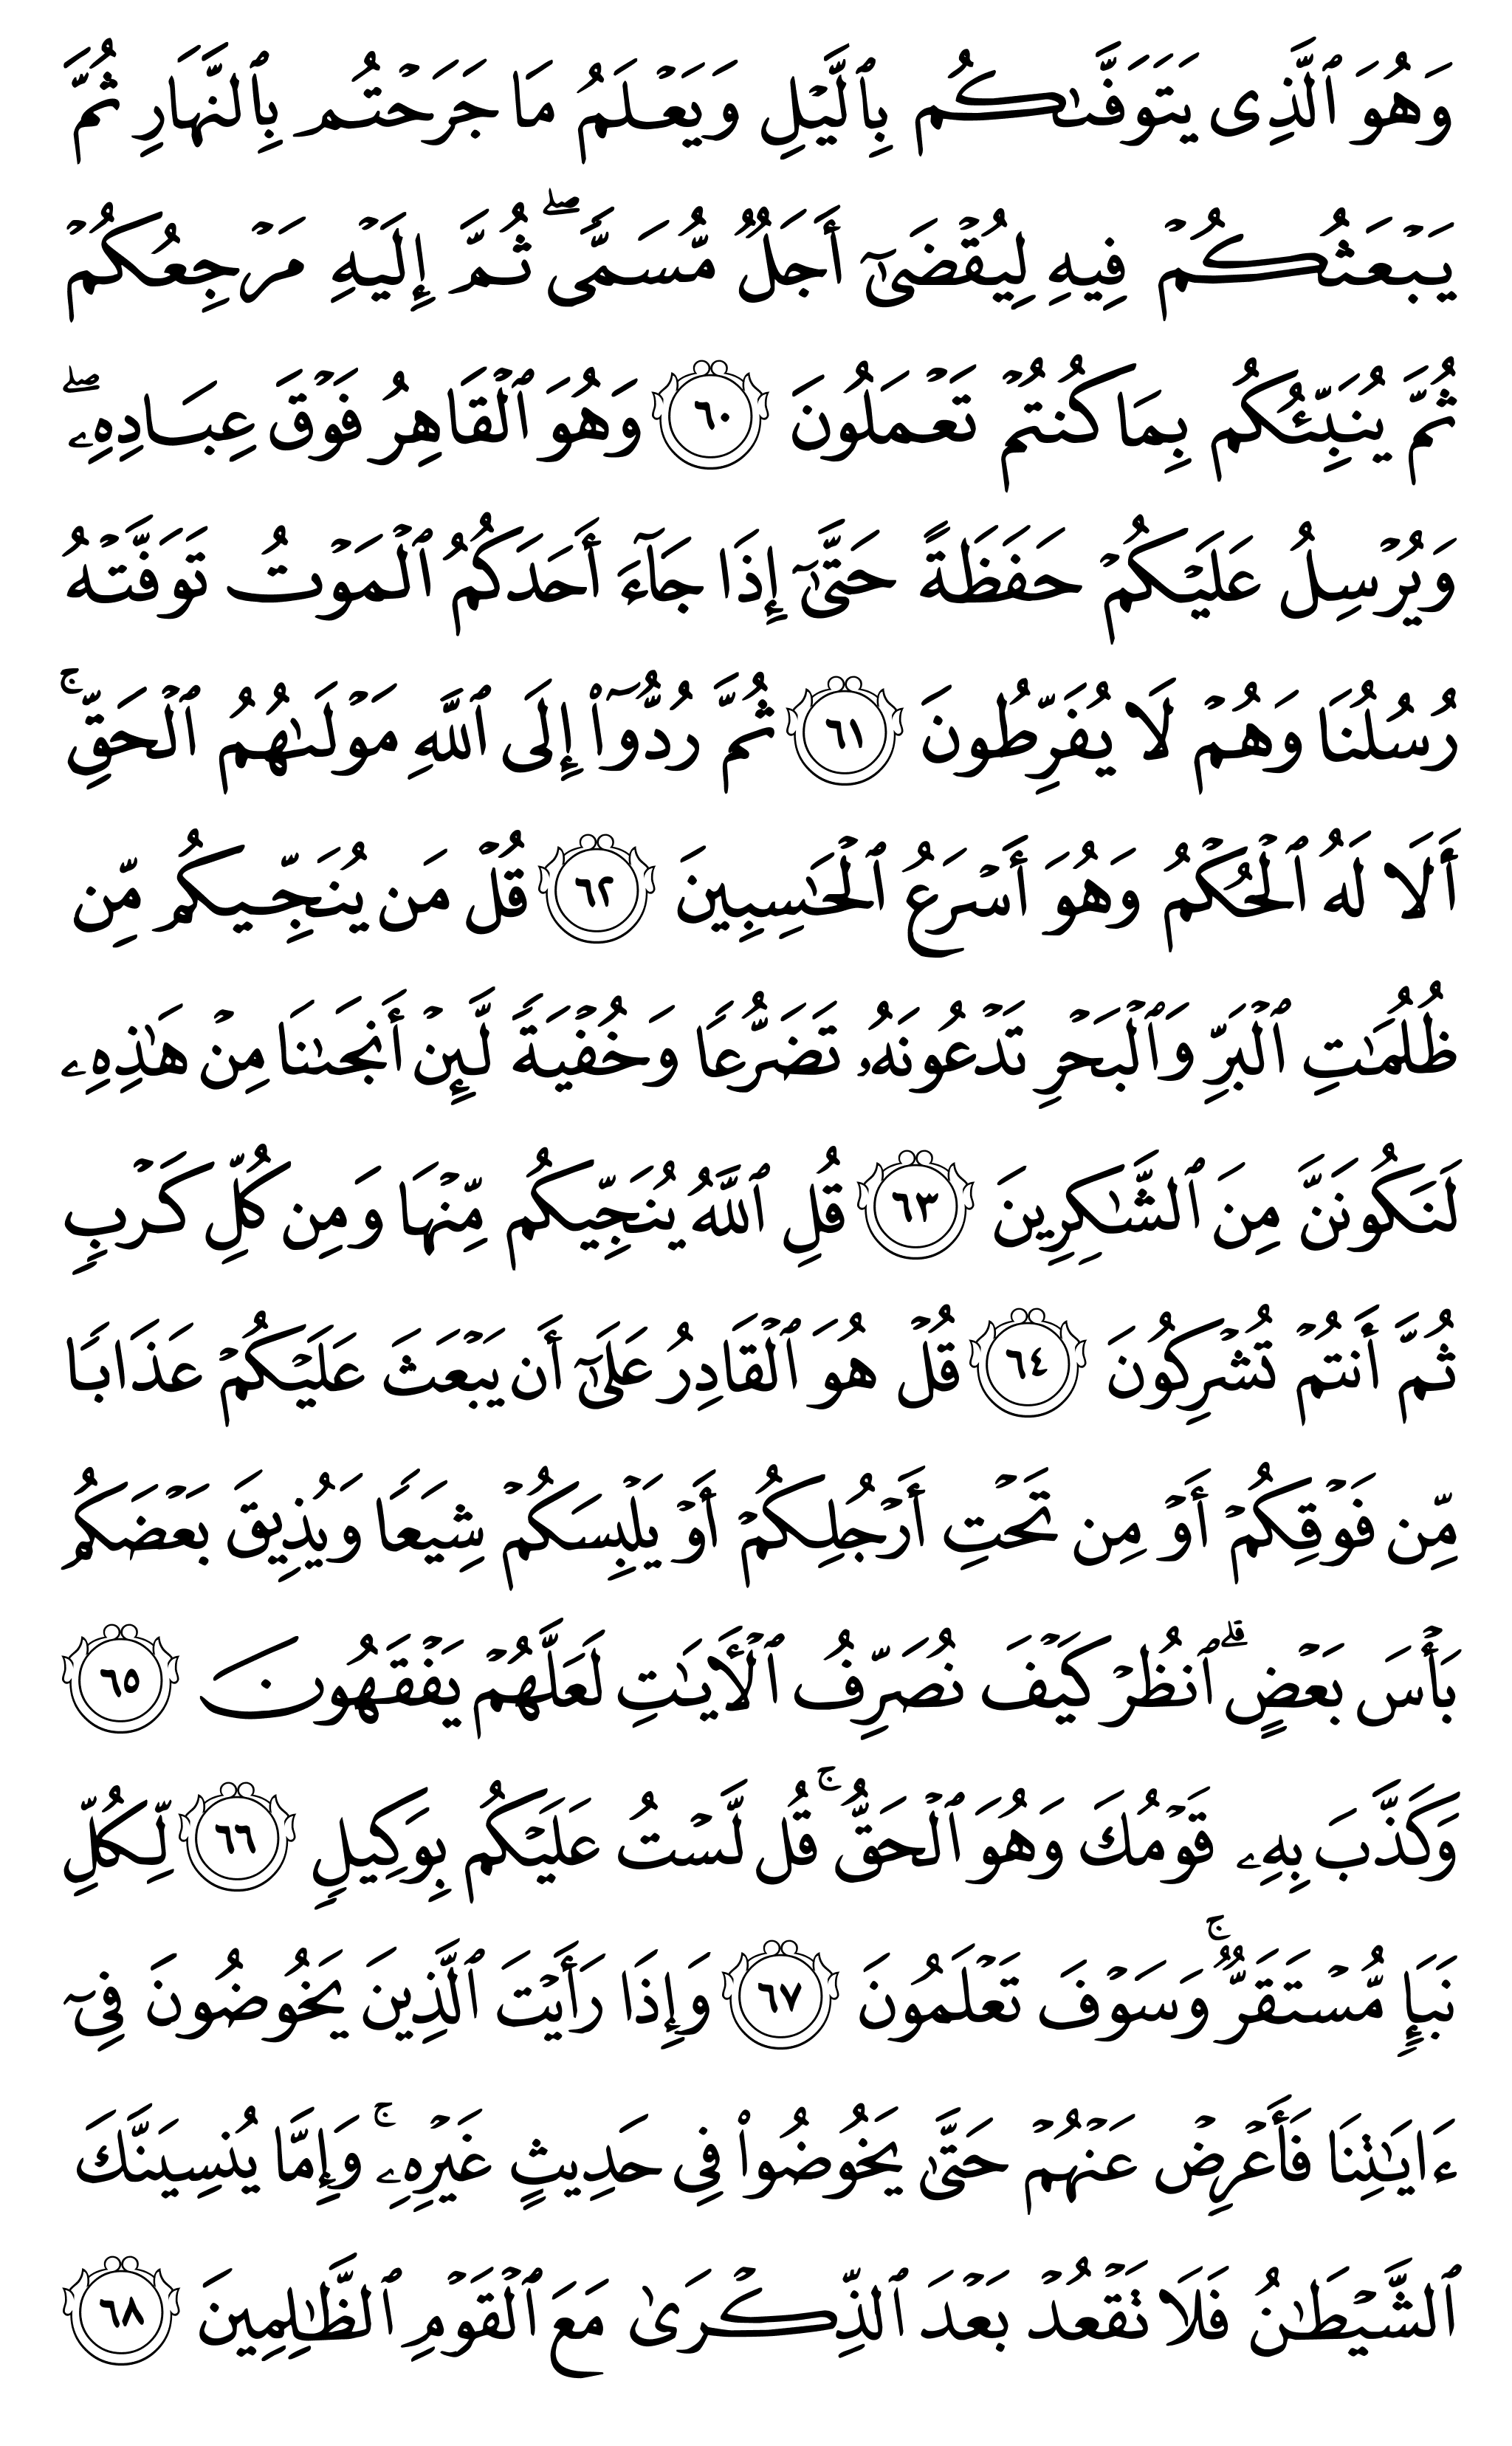 وَهُوَ ٱلَّذِى يَتَوَفَّىٰكُم بِٱلَّيْلِ وَيَعْلَمُ مَا جَرَحْتُم بِٱلنَّهَارِ ثُمَّ
يَبْعَثُكُمْ فِيهِ لِيُقْضَىٰٓ أَجَلٌ مُّسَمًّى ۖ ثُمَّ إِلَيْهِ مَرْجِعُكُمْ
ثُمَّ يُنَبِّئُكُم بِمَا كُنتُمْ تَعْمَلُونَ ٦٠ وَهُوَ ٱلْقَاهِرُ فَوْقَ عِبَادِهِۦ ۖ
وَيُرْسِلُ عَلَيْكُمْ حَفَظَةً حَتَّىٰٓ إِذَا جَآءَ أَحَدَكُمُ ٱلْمَوْتُ تَوَفَّتْهُ
رُسُلُنَا وَهُمْ لَا يُفَرِّطُونَ ٦١ ثُمَّ رُدُّوٓا۟ إِلَى ٱللَّهِ مَوْلَىٰهُمُ ٱلْحَقِّ ۚ
أَلَا لَهُ ٱلْحُكْمُ وَهُوَ أَسْرَعُ ٱلْحَٰسِبِينَ ٦٢ قُلْ مَن يُنَجِّيكُم مِّن
ظُلُمَٰتِ ٱلْبَرِّ وَٱلْبَحْرِ تَدْعُونَهُۥ تَضَرُّعًا وَخُفْيَةً لَّئِنْ أَنجَىٰنَا مِنْ هَٰذِهِۦ
لَنَكُونَنَّ مِنَ ٱلشَّٰكِرِينَ ٦٣ قُلِ ٱللَّهُ يُنَجِّيكُم مِّنْهَا وَمِن كُلِّ كَرْبٍ
ثُمَّ أَنتُمْ تُشْرِكُونَ ٦٤ قُلْ هُوَ ٱلْقَادِرُ عَلَىٰٓ أَن يَبْعَثَ عَلَيْكُمْ عَذَابًا
مِّن فَوْقِكُمْ أَوْ مِن تَحْتِ أَرْجُلِكُمْ أَوْ يَلْبِسَكُمْ شِيَعًا وَيُذِيقَ بَعْضَكُم
بَأْسَ بَعْضٍ ۗ ٱنظُرْ كَيْفَ نُصَرِّفُ ٱلْـَٔايَٰتِ لَعَلَّهُمْ يَفْقَهُونَ ٦٥
وَكَذَّبَ بِهِۦ قَوْمُكَ وَهُوَ ٱلْحَقُّ ۚ قُل لَّسْتُ عَلَيْكُم بِوَكِيلٍ ٦٦ لِّكُلِّ
نَبَإٍ مُّسْتَقَرٌّ ۚ وَسَوْفَ تَعْلَمُونَ ٦٧ وَإِذَا رَأَيْتَ ٱلَّذِينَ يَخُوضُونَ فِىٓ
ءَايَٰتِنَا فَأَعْرِضْ عَنْهُمْ حَتَّىٰ يَخُوضُوا۟ فِى حَدِيثٍ غَيْرِهِۦ ۚ وَإِمَّا يُنسِيَنَّكَ
ٱلشَّيْطَٰنُ فَلَا تَقْعُدْ بَعْدَ ٱلذِّكْرَىٰ مَعَ ٱلْقَوْمِ ٱلظَّٰلِمِينَ ٦٨